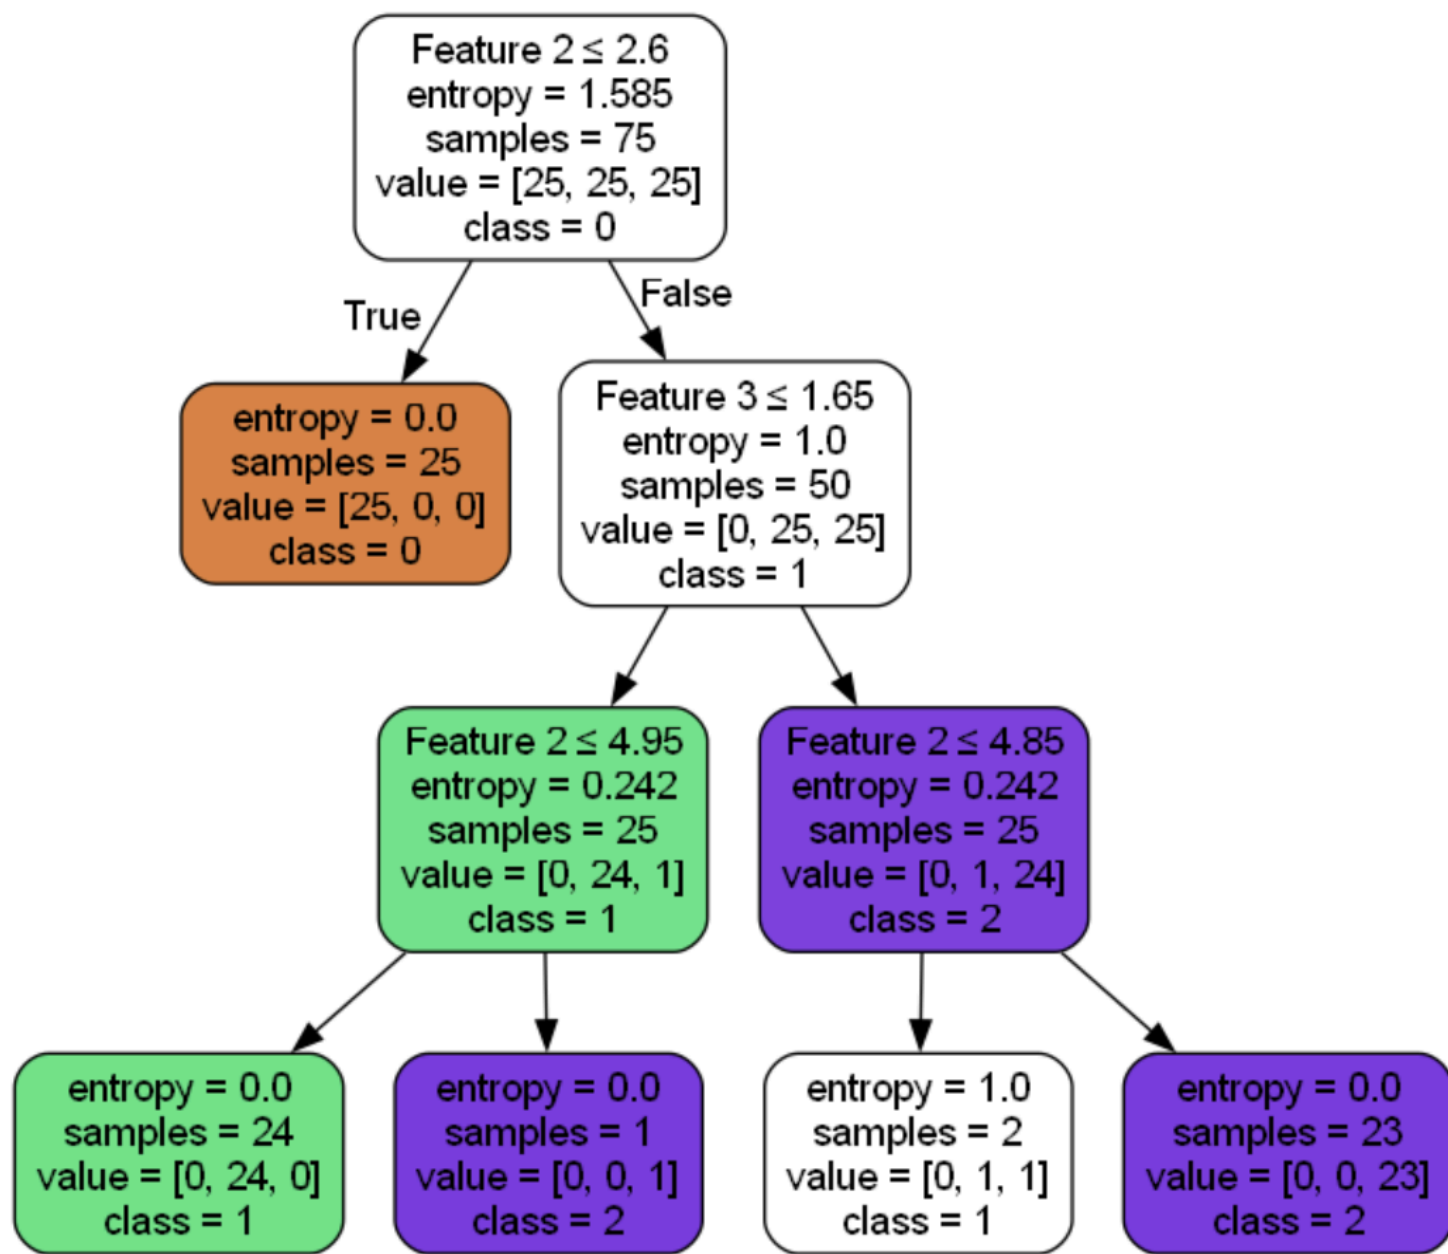 Feature 2 ≤ 2.6
entropy = 1.585
samples = 75
value = [25, 25, 25]
class = 0
True
False
entropy = 0.0
samples = 25
value = [25, 0, 0]
class = 0
Feature 3 ≤ 1.65
entropy = 1.0
samples = 50
value = [0, 25, 25]
class = 1
Feature 2 ≤ 4.95
entropy = 0.242
samples = 25
value = [0, 24, 1]
class = 1
Feature 2 ≤ 4.85
entropy = 0.242
samples = 25
value = [0, 1, 24]
class = 2
entropy = 0.0
samples = 24
value = [0, 24, 0]
class = 1
entropy = 0.0
samples = 1
value = [0, 0, 1]
class = 2
entropy = 1.0
samples = 2
value = [0, 1, 1]
class = 1
entropy = 0.0
samples = 23
value = [0, 0, 23]
class = 2